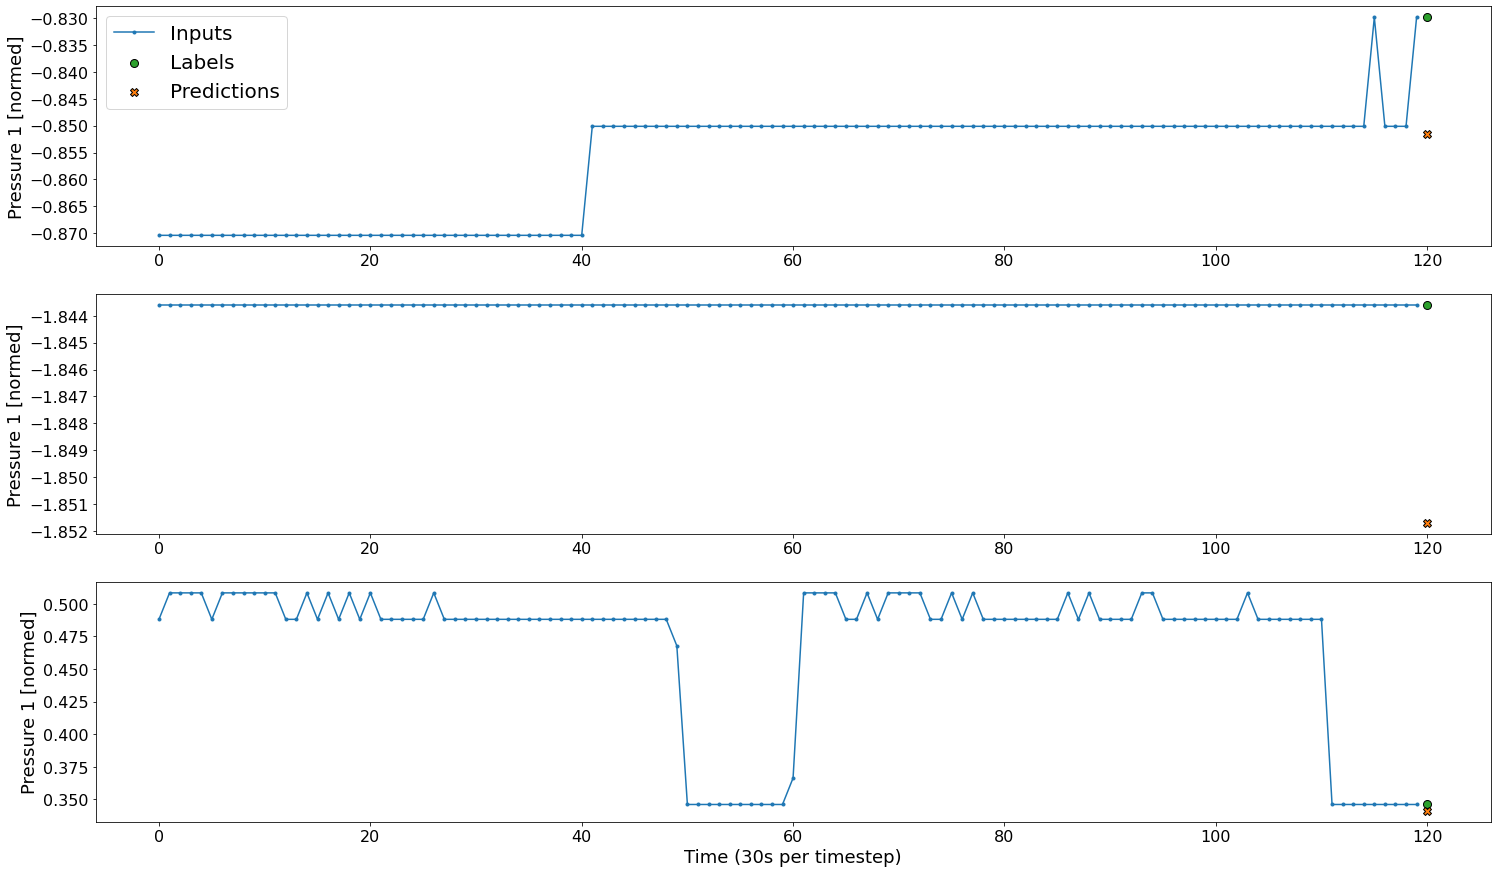 Pressure 1 [normed]
−0.830
−0.835
−0.840
−0.845
−0.850
−0.855
−0.860
−0.865
−0.870
Inputs
Labels
Predictions
0 20 40 60 80 100 120
Pressure 1 [normed]
−1.844
−1.845
−1.846
−1.847
−1.848
−1.849
−1.850
−1.851
−1.852
0 20 40 60 80 100 120
Pressure 1 [normed]
0.500
0.475
0.450
0.425
0.400
0.375
0.350
0 20 40 60 80 100 120
Time (30s per timestep)